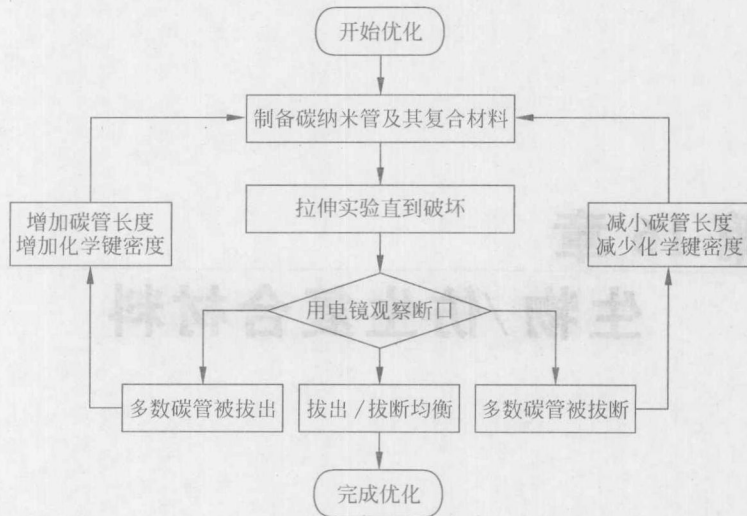 开始优化
制备碳纳米管及其复合材料
拉伸实验直到破坏
增加碳管长度
增加化学键密度
减小碳管长度
减少化学键密度
用电镜观察断口
多数碳管被拔出
拔出/拔断均衡
多数碳管被拔断
完成优化